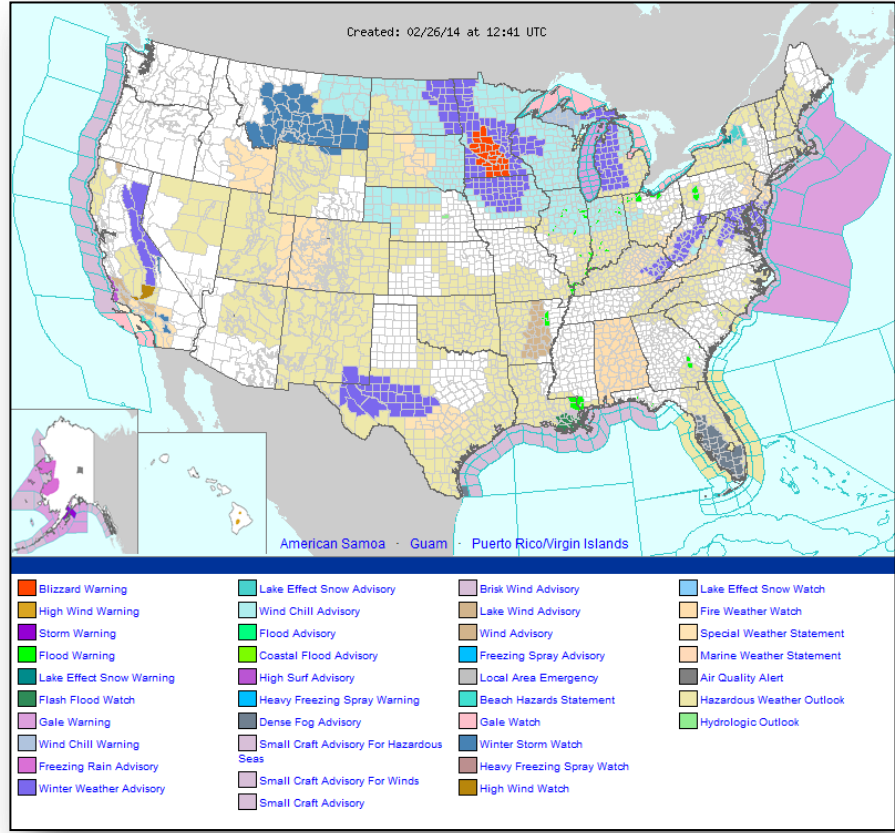 Created: 02/26/14 at 12:41 UTC
American Samoa - Guam - Puerto Rico/Virgin Islands
Blizzard Warning
High Wind Warning
Storm Warning
Flood Warning
Lake Effect Snow Warning
Flash Flood Watch
Gale Warning
Wind Chill Warning
Freezing Rain Advisory
Winter Weather Advisory
Lake Effect Snow Advisory
Wind Chill Advisory
Flood Advisory
Coastal Flood Advisory
High Surf Advisory
Heavy Freezing Spray Warning
Dense Fog Advisory
Small Craft Advisory For Hazardous
Seas
Small Craft Advisory For Winds
Small Craft Advisory
Brisk Wind Advisory
Lake Wind Advisory
Wind Advisory
Freezing Spray Advisory
Local Area Emergency
Beach Hazards Statement
Gale Watch
Winter Storm Watch
Heavy Freezing Spray Watch
High Wind Watch
Lake Effect Snow Watch
Fire Weather Watch
Special Weather Statement
Marine Weather Statement
Air Quality Alert
Hazardous Weather Outlook
Hydrologic Outlook